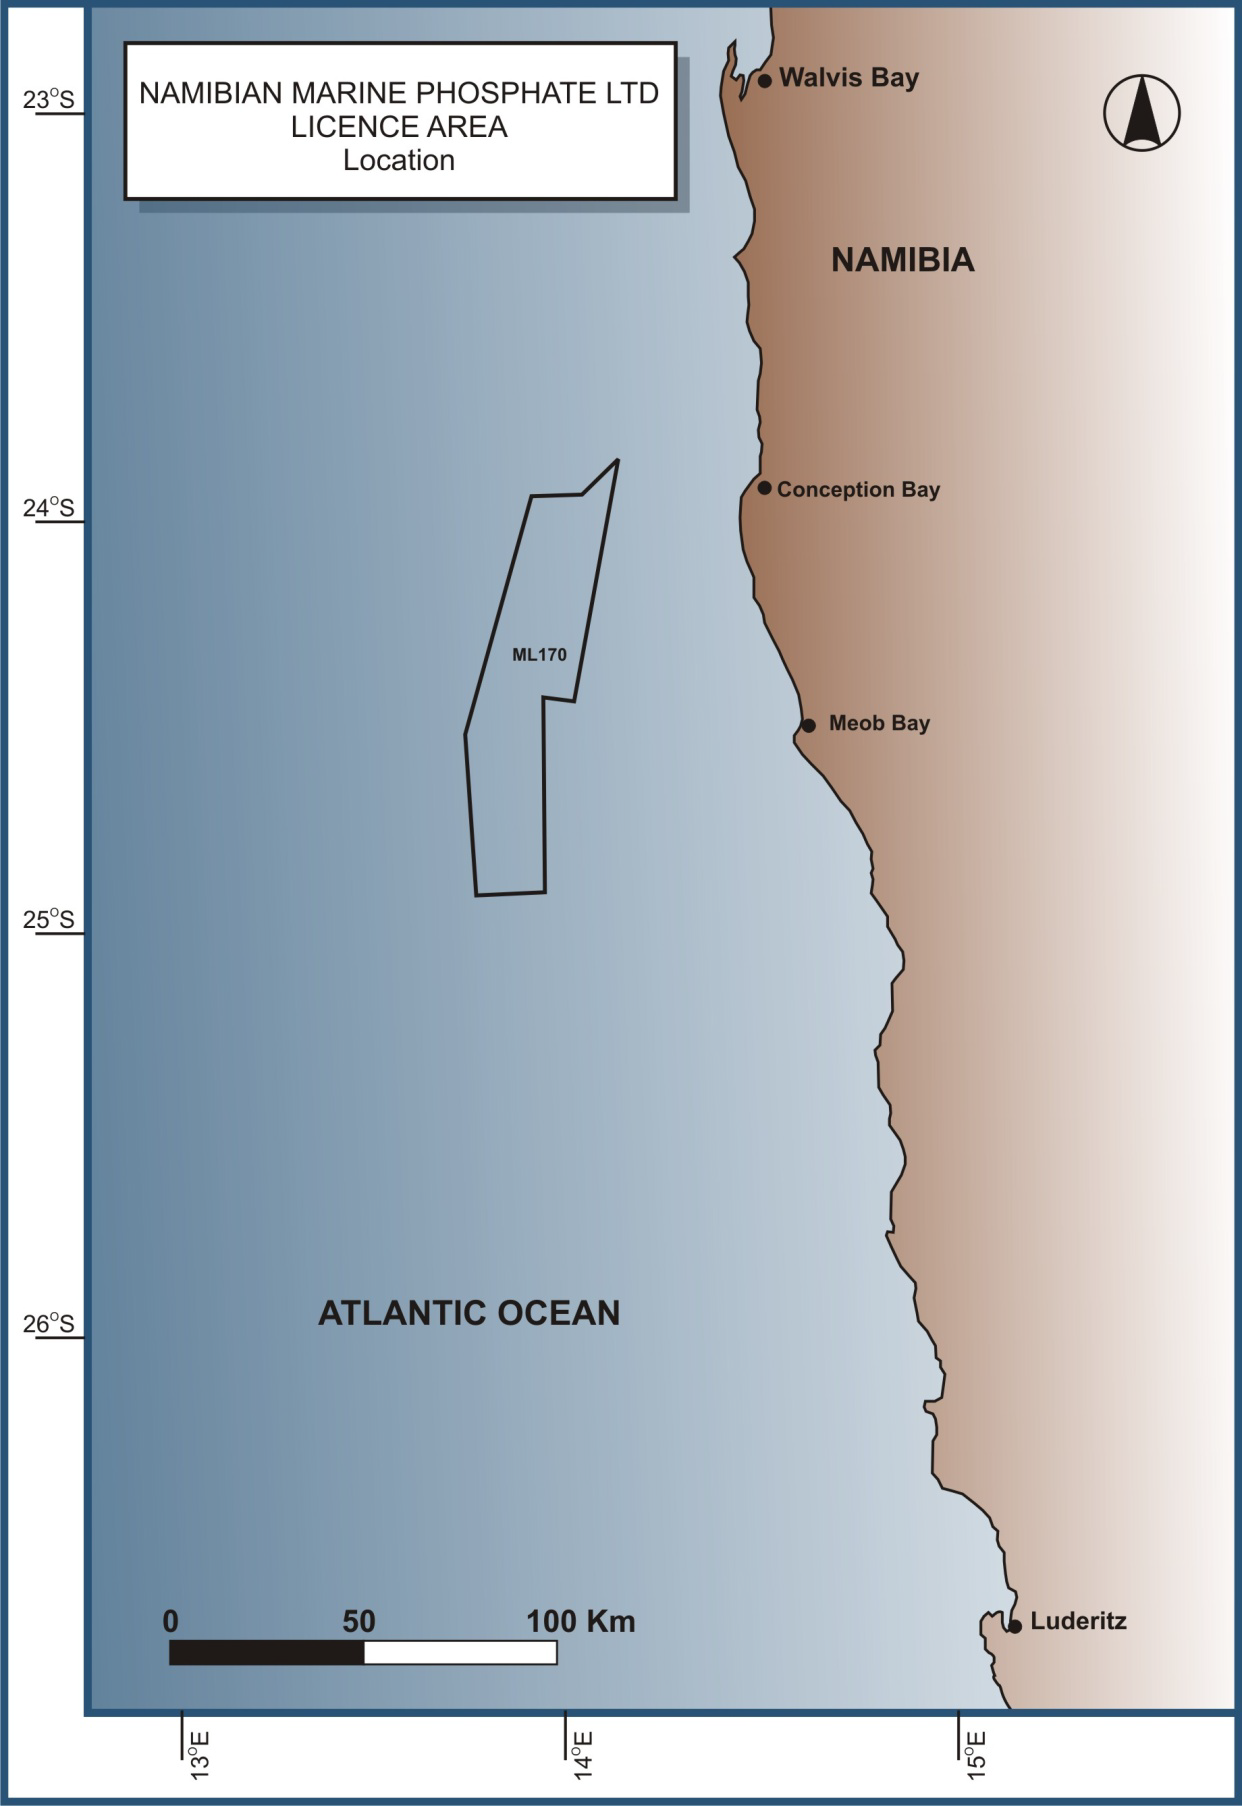 NAMIBIAN MARINE PHOSPHATE LTD
LICENCE AREA
Location
Walvis Bay
23°S
NAMIBIA
Conception Bay
24°S
ML170
Meob Bay
25°S
ATLANTIC OCEAN
26°S
0 50 100 Km
Luderitz
13°E
14°E
15°E